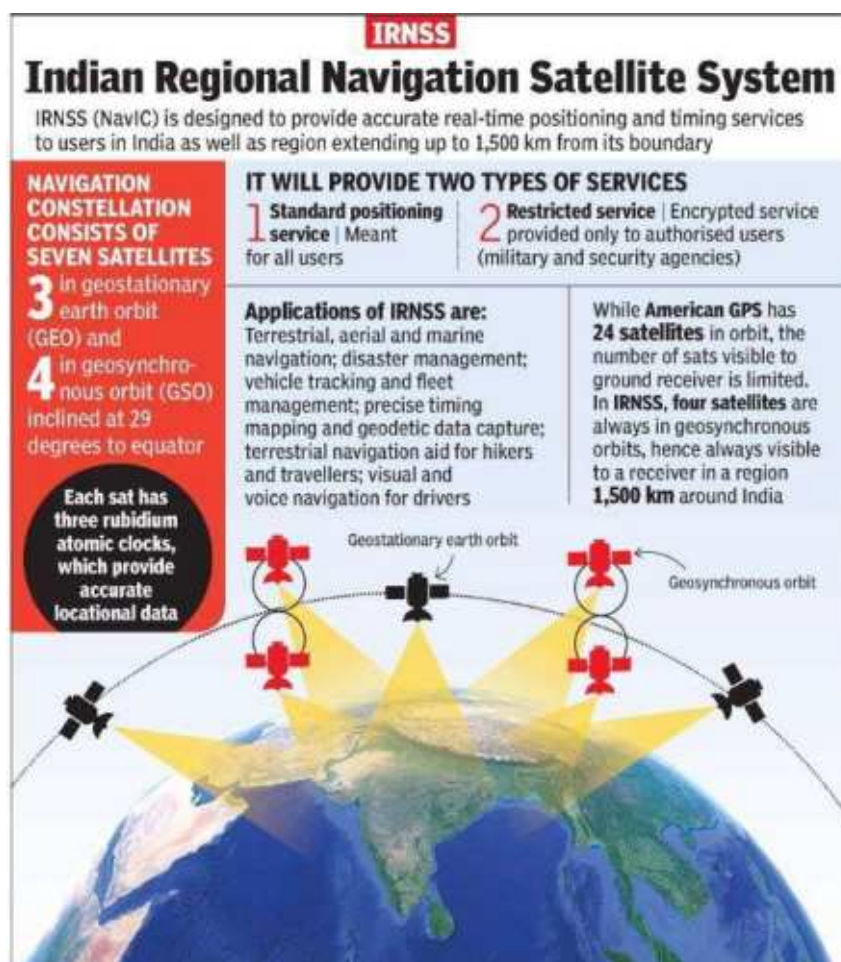 IRNSS
Indian Regional Navigation Satellite System
IRNSS (NavIC) is designed to provide accurate real-time positioning and timing services
to users in India as well as region extending up to 1,500 km from its boundary
NAVIGATION
CONSTELLATION
CONSISTS OF
SEVEN SATELLITES
3 in geostationary
earth orbit
(GEO) and
4 in geosynchro-
nous orbit (GSO)
inclined at 29
degrees to equator
Each sat has
three rubidium
atomic clocks,
which provide
accurate
locational data
IT WILL PROVIDE TWO TYPES OF SERVICES
1 Standard positioning
service | Meant
for all users
2 Restricted service | Encrypted service
provided only to authorised users
(military and security agencies)
Applications of IRNSS are:
Terrestrial, aerial and marine
navigation; disaster management;
vehicle tracking and fleet
management; precise timing
mapping and geodetic data capture;
terrestrial navigation aid for hikers
and travellers; visual and
voice navigation for drivers
While American GPS has
24 satellites in orbit, the
number of sats visible to
ground receiver is limited.
In IRNSS, four satellites are
always in geosynchronous
orbits, hence always visible
to a receiver in a region
1,500 km around India
Geostationary earth orbit
Geosynchronous orbit